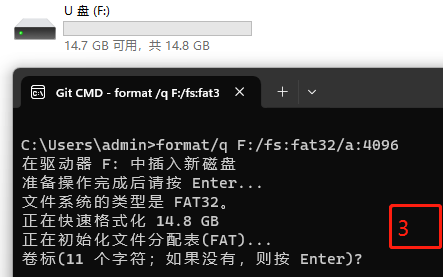 U 盘 (F:)
14.7 GB 可用，共 14.8 GB
Git CMD - format /q F:/fs:fat3
C:\Users\admin>format/q F:/fs:fat32/a:4096
在驱动器 F: 中插入新磁盘
准备操作完成后请按 Enter...
文件系统的类型是 FAT32。
正在快速格式化 14.8 GB
正在初始化文件分配表(FAT)...
卷标(11 个字符；如果没有，则按 Enter)?
3